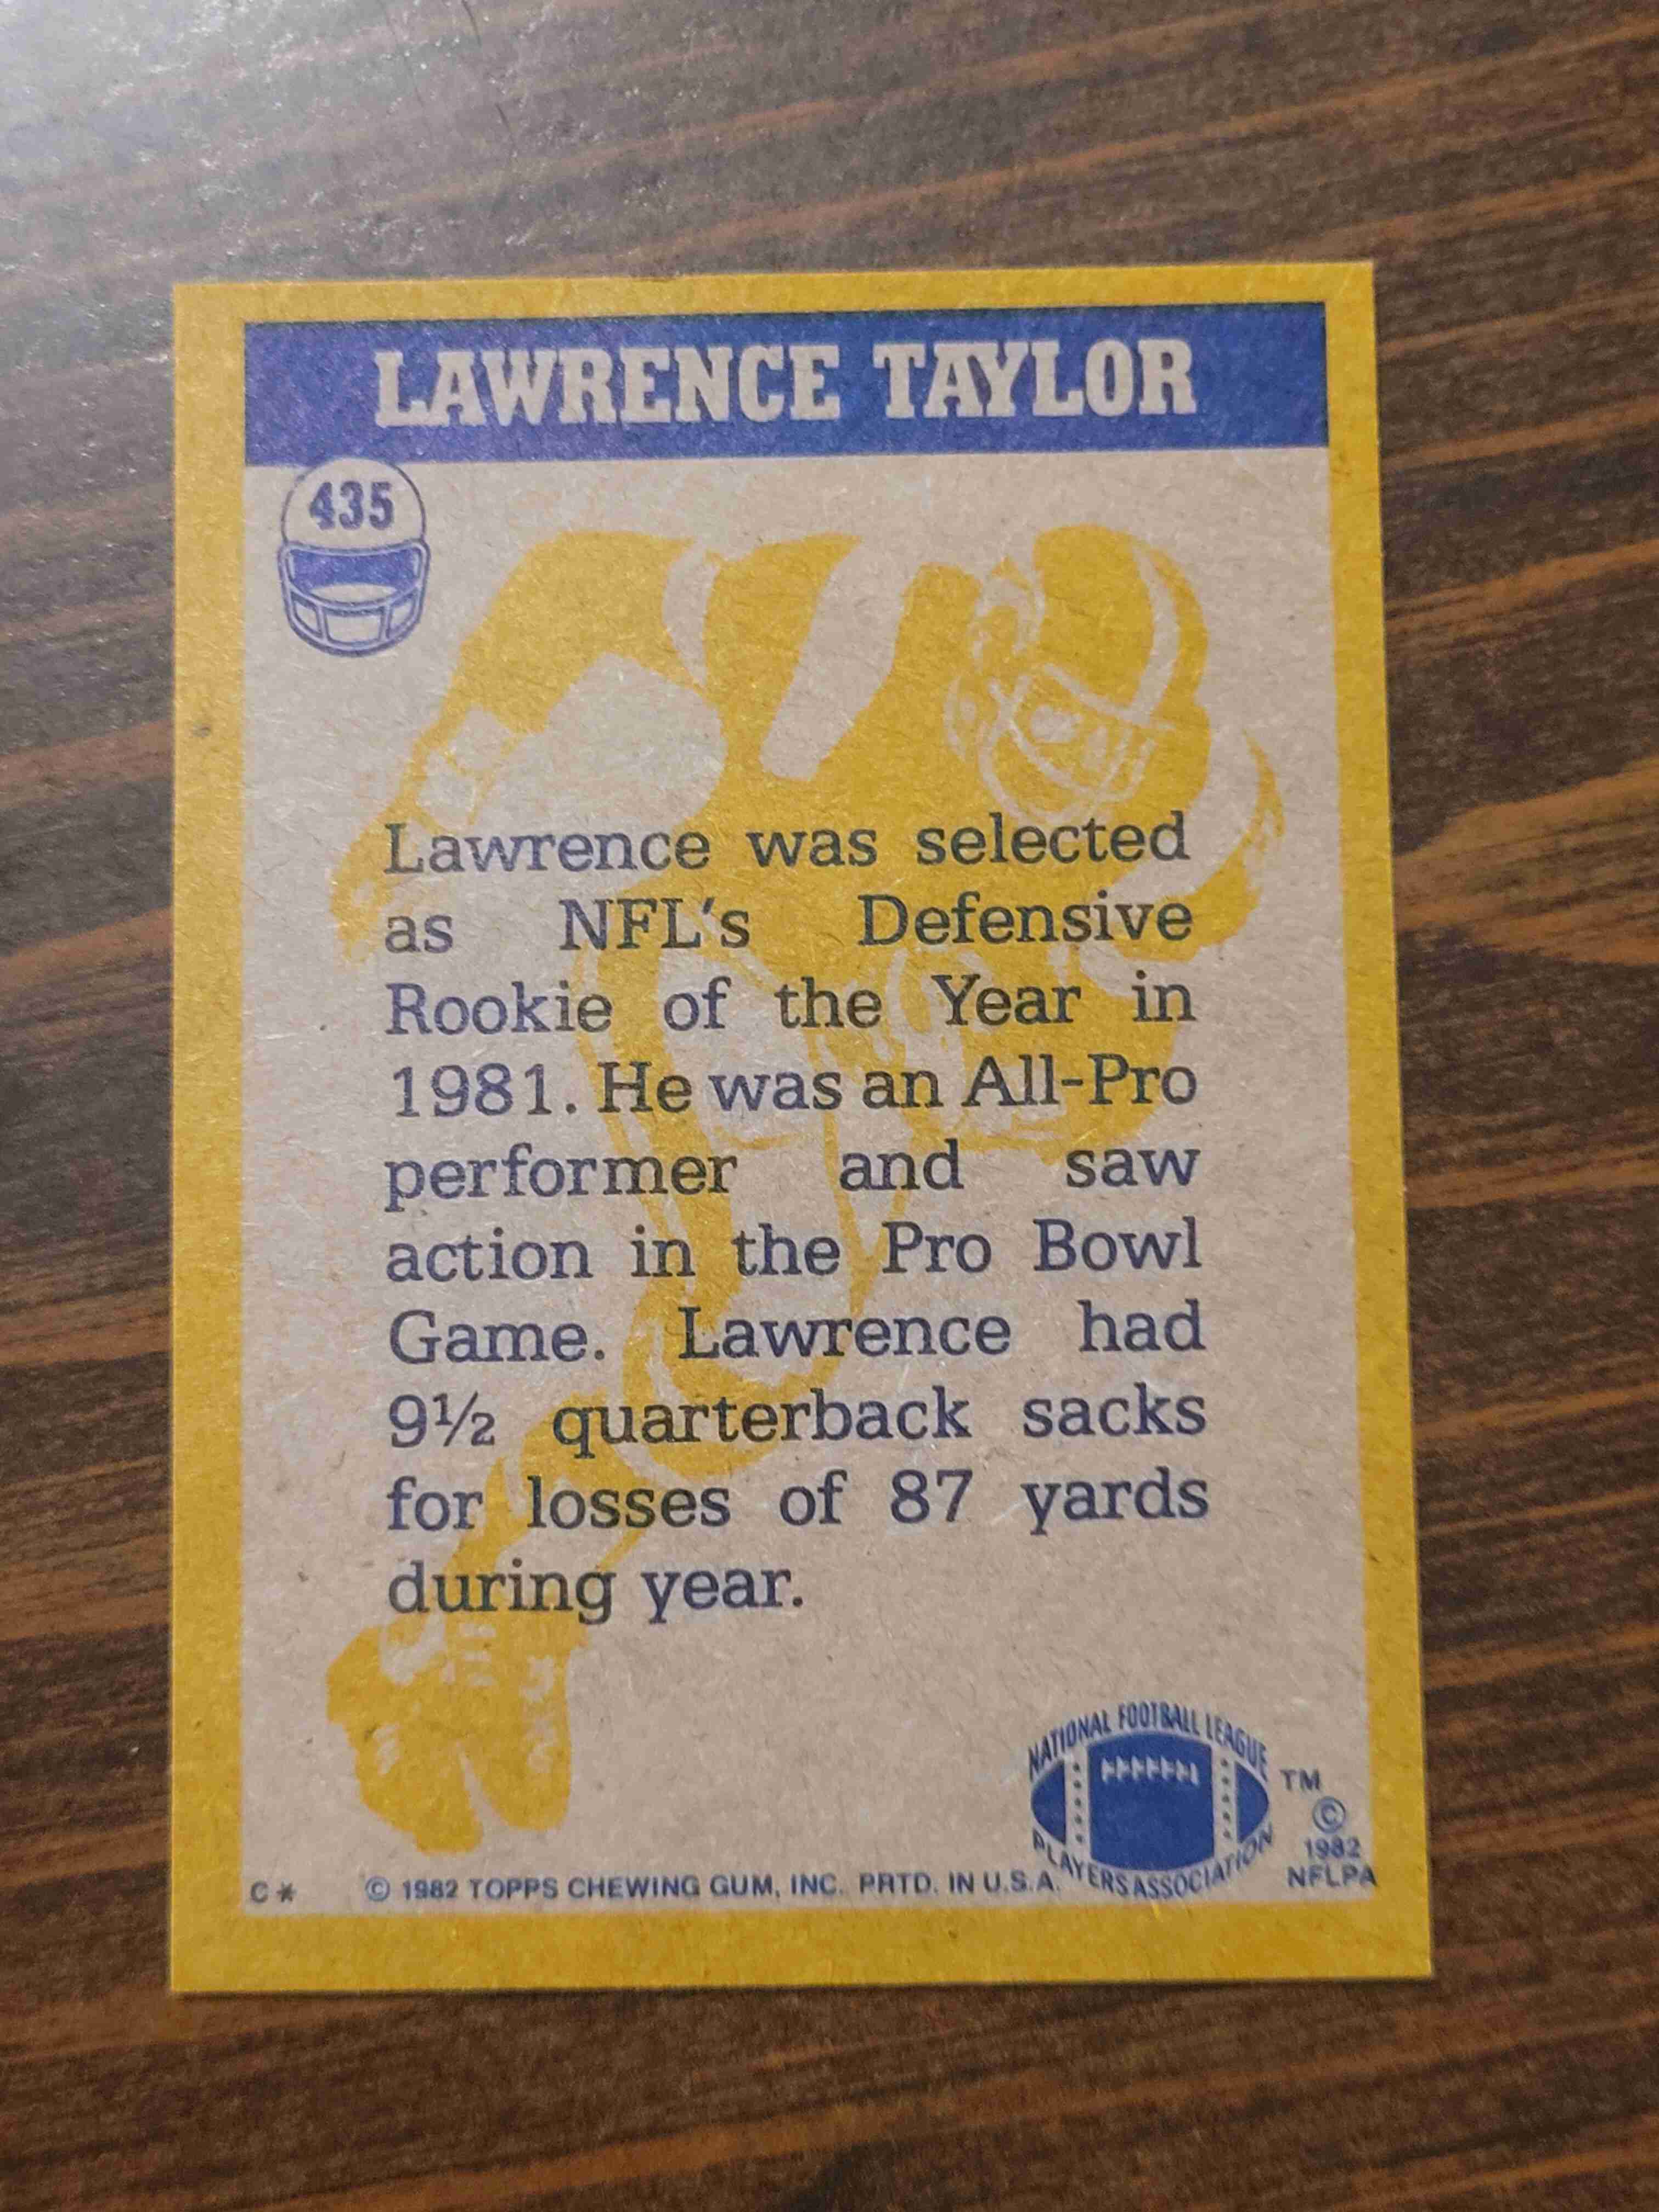 LAWRENCE TAYLOR
435
Lawrence was selected
as NFL's Defensive
Rookie of the Year in
1981. He was an All-Pro
performer and saw
action in the Pro Bowl
Game. Lawrence had
9½ quarterback sacks
for losses of 87 yards
during year.
NATIONAL FOOTBALL LEAGUE
PLAYERS ASSOCIATION
TM
©
1982
NFLPA
C* © 1982 TOPPS CHEWING GUM, INC. PRTD. IN U.S.A.